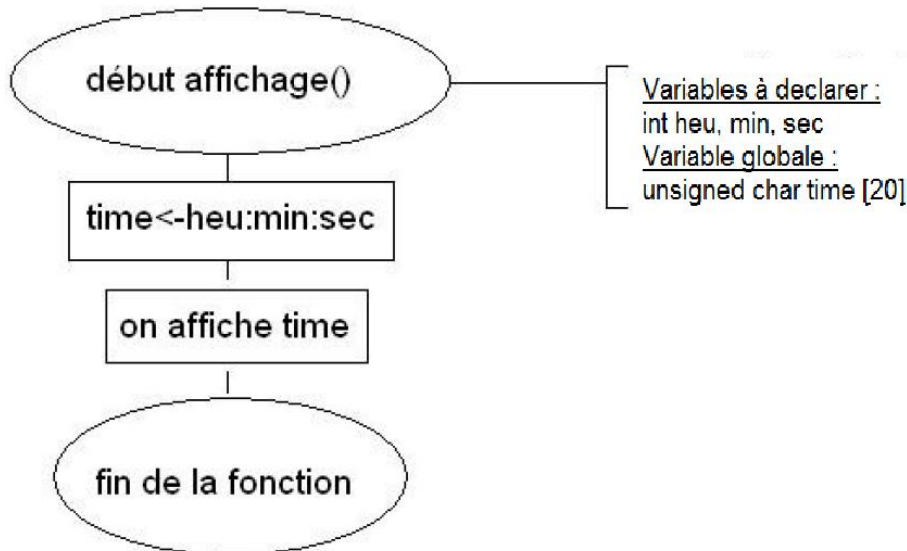 début affichage()
Variables à declarer :
int heu, min, sec
Variable globale :
unsigned char time [20]
time<-heu:min:sec
on affiche time
fin de la fonction